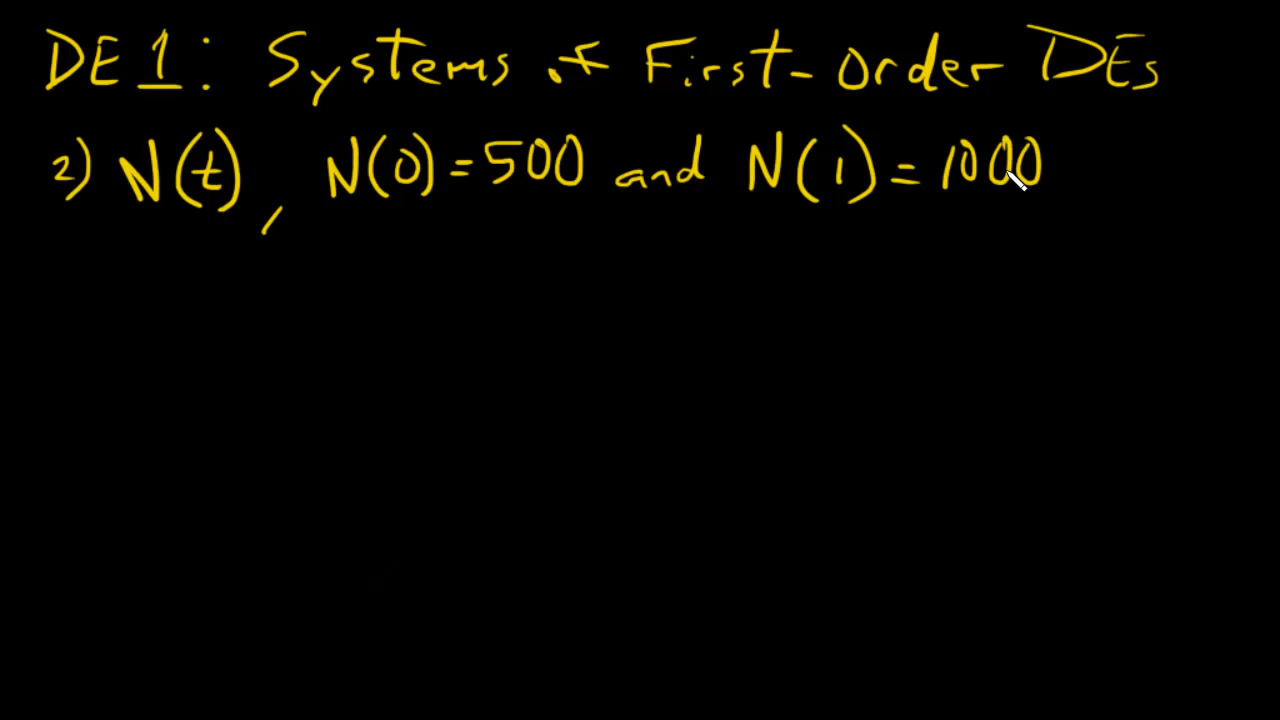 DE 1: Systems of First-Order DEs
2) N(t), N(0)=500 and N(1)=1000